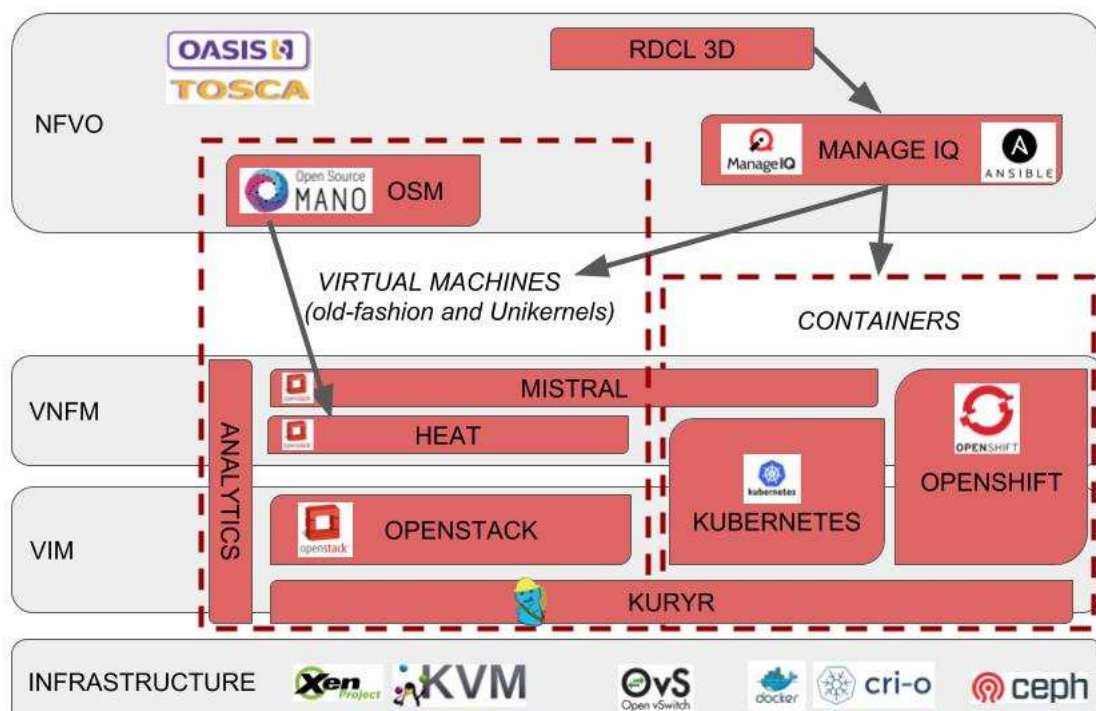 OASIS
TOSCA
RDCL 3D
NFVO
ManageIQ
MANAGE IQ
ANSIBLE
Open Source
MANO
OSM
VIRTUAL MACHINES
(old-fashion and Unikernels)
CONTAINERS
VNFM
ANALYTICS
openstack
MISTRAL
openstack
HEAT
OPENSHIFT
OPENSHIFT
kubernetes
KUBERNETES
VIM
openstack
OPENSTACK
KURYR
INFRASTRUCTURE
Xen
Project
KVM
OvS
Open vSwitch
docker
cri-o
ceph